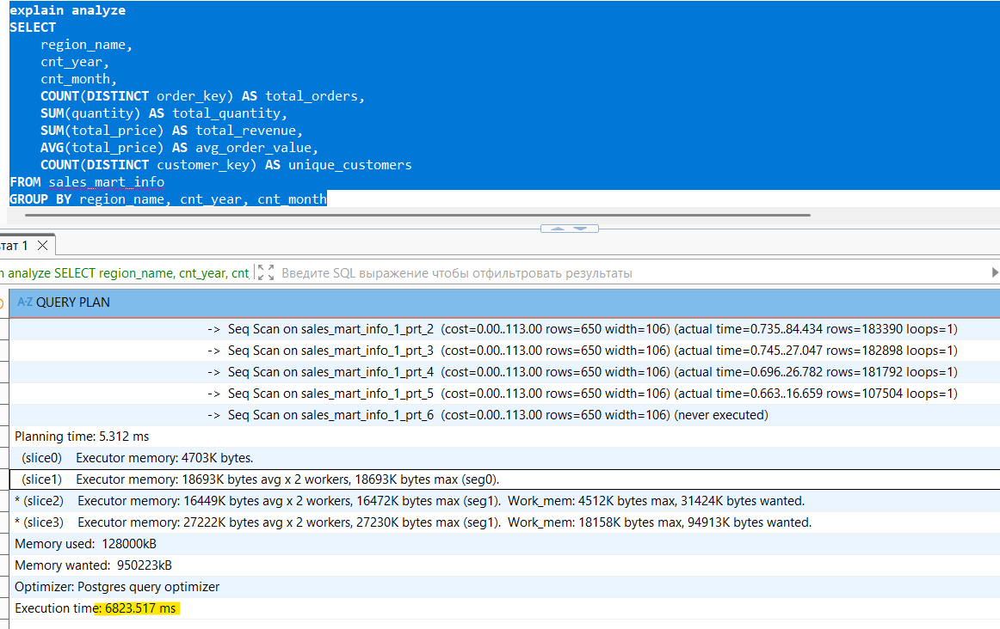 explain analyze
SELECT
region_name,
cnt_year,
cnt_month,
COUNT(DISTINCT order_key) AS total_orders,
SUM(quantity) AS total_quantity,
SUM(total_price) AS total_revenue,
AVG(total_price) AS avg_order_value,
COUNT(DISTINCT customer_key) AS unique_customers
FROM sales_mart_info
GROUP BY region_name, cnt_year, cnt_month
тат 1
n analyze SELECT region_name, cnt_year, cnt Введите SQL выражение чтобы отфильтровать результаты
A-Z QUERY PLAN
-> Seq Scan on sales_mart_info_1_prt_2 (cost=0.00..113.00 rows=650 width=106) (actual time=0.735..84.434 rows=183390 loops=1)
-> Seq Scan on sales_mart_info_1_prt_3 (cost=0.00..113.00 rows=650 width=106) (actual time=0.745..27.047 rows=182898 loops=1)
-> Seq Scan on sales_mart_info_1_prt_4 (cost=0.00..113.00 rows=650 width=106) (actual time=0.696..26.782 rows=181792 loops=1)
-> Seq Scan on sales_mart_info_1_prt_5 (cost=0.00..113.00 rows=650 width=106) (actual time=0.663..16.659 rows=107504 loops=1)
-> Seq Scan on sales_mart_info_1_prt_6 (cost=0.00..113.00 rows=650 width=106) (never executed)
Planning time: 5.312 ms
(slice0) Executor memory: 4703K bytes.
(slice1) Executor memory: 18693K bytes avg x 2 workers, 18693K bytes max (seg0).
* (slice2) Executor memory: 16449K bytes avg x 2 workers, 16472K bytes max (seg1). Work_mem: 4512K bytes max, 31424K bytes wanted.
* (slice3) Executor memory: 27222K bytes avg x 2 workers, 27230K bytes max (seg1). Work_mem: 18158K bytes max, 94913K bytes wanted.
Memory used: 128000kB
Memory wanted: 950223kB
Optimizer: Postgres query optimizer
Execution time: 6823.517 ms